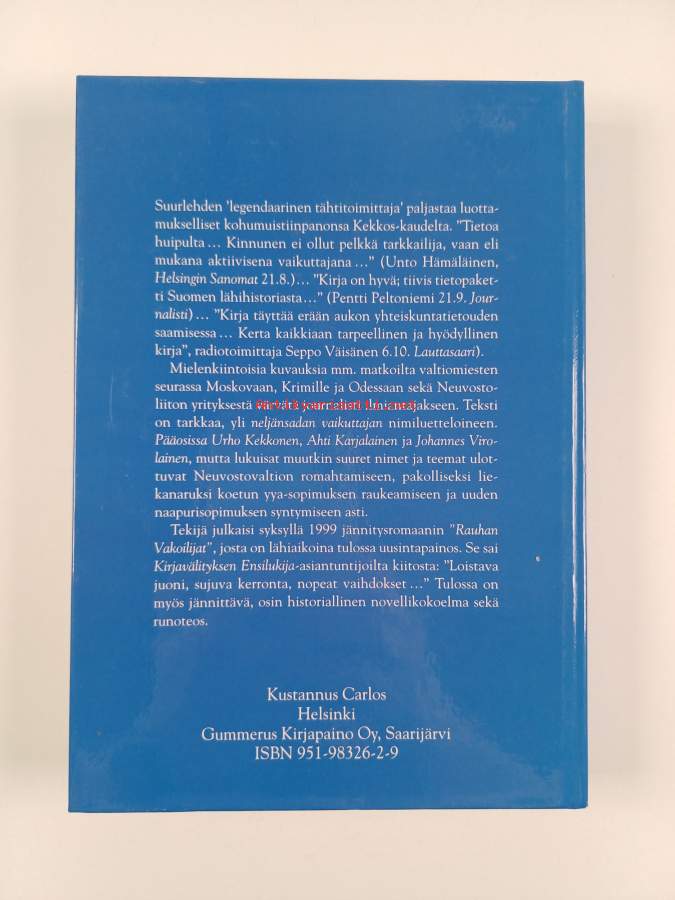 Suurlehden 'legendaarinen tähtitoimittaja' paljastaa luotta-
mukselliset kohumuistiinpanonsa Kekkos-kaudelta. "Tietoa
huipulta… Kinnunen ei ollut pelkkä tarkkailija, vaan eli
mukana aktiivisena vaikuttajana…" (Unto Hämäläinen,
Helsingin Sanomat 21.8.)… "Kirja on hyvä; tiivis tietopaket-
ti Suomen lähihistoriasta…" (Pentti Peltoniemi 21.9. Jour-
nalisti)… "Kirja täyttää erään aukon yhteiskuntatietouden
saamisessa… Kerta kaikkiaan tarpeellinen ja hyödyllinen
kirja", radiotoimittaja Seppo Väisänen 6.10. Lauttasaari).
Mielenkiintoisia kuvauksia mm. matkoilta valtiomiesten
seurassa Moskovaan, Krimille ja Odessaan sekä Neuvosto-
liiton yrityksestä värvätä journalisti luottamiehekseen. Teksti
on tarkkaa, yli neljänsadan vaikuttajan nimiluetteloineen.
Pääosissa Urho Kekkonen, Ahti Karjalainen ja Johannes Viro-
lainen, mutta lukuisat muutkin suuret nimet ja teemat ulot-
tuvat Neuvostovaltion romahtamiseen, pakolliseksi lie-
kanaruksi koetun yya-sopimuksen raukeamiseen ja uuden
naapurisopimuksen syntymiseen asti.
Tekijä julkaisi syksyllä 1999 jännitysromaanin "Rauhan
Vakoilijat", josta on lähiaikoina tulossa uusintapainos. Se sai
Kirjavälityksen Ensilukija-asiantuntijoilta kiitosta: "Loistava
juoni, sujuva kerronta, nopeat vaihdokset…" Tulossa on
myös jännittävä, osin historiallinen novellikokoelma sekä
runoteos.
Kustannus Carlos
Helsinki
Gummerus Kirjapaino Oy, Saarijärvi
ISBN 951-98326-2-9